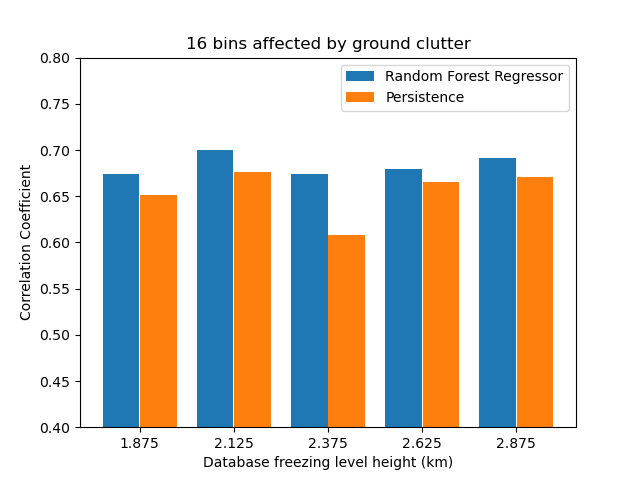 16 bins affected by ground clutter
Random Forest Regressor
Persistence
Correlation Coefficient
0.80
0.75
0.70
0.65
0.60
0.55
0.50
0.45
0.40
1.875 2.125 2.375 2.625 2.875
Database freezing level height (km)